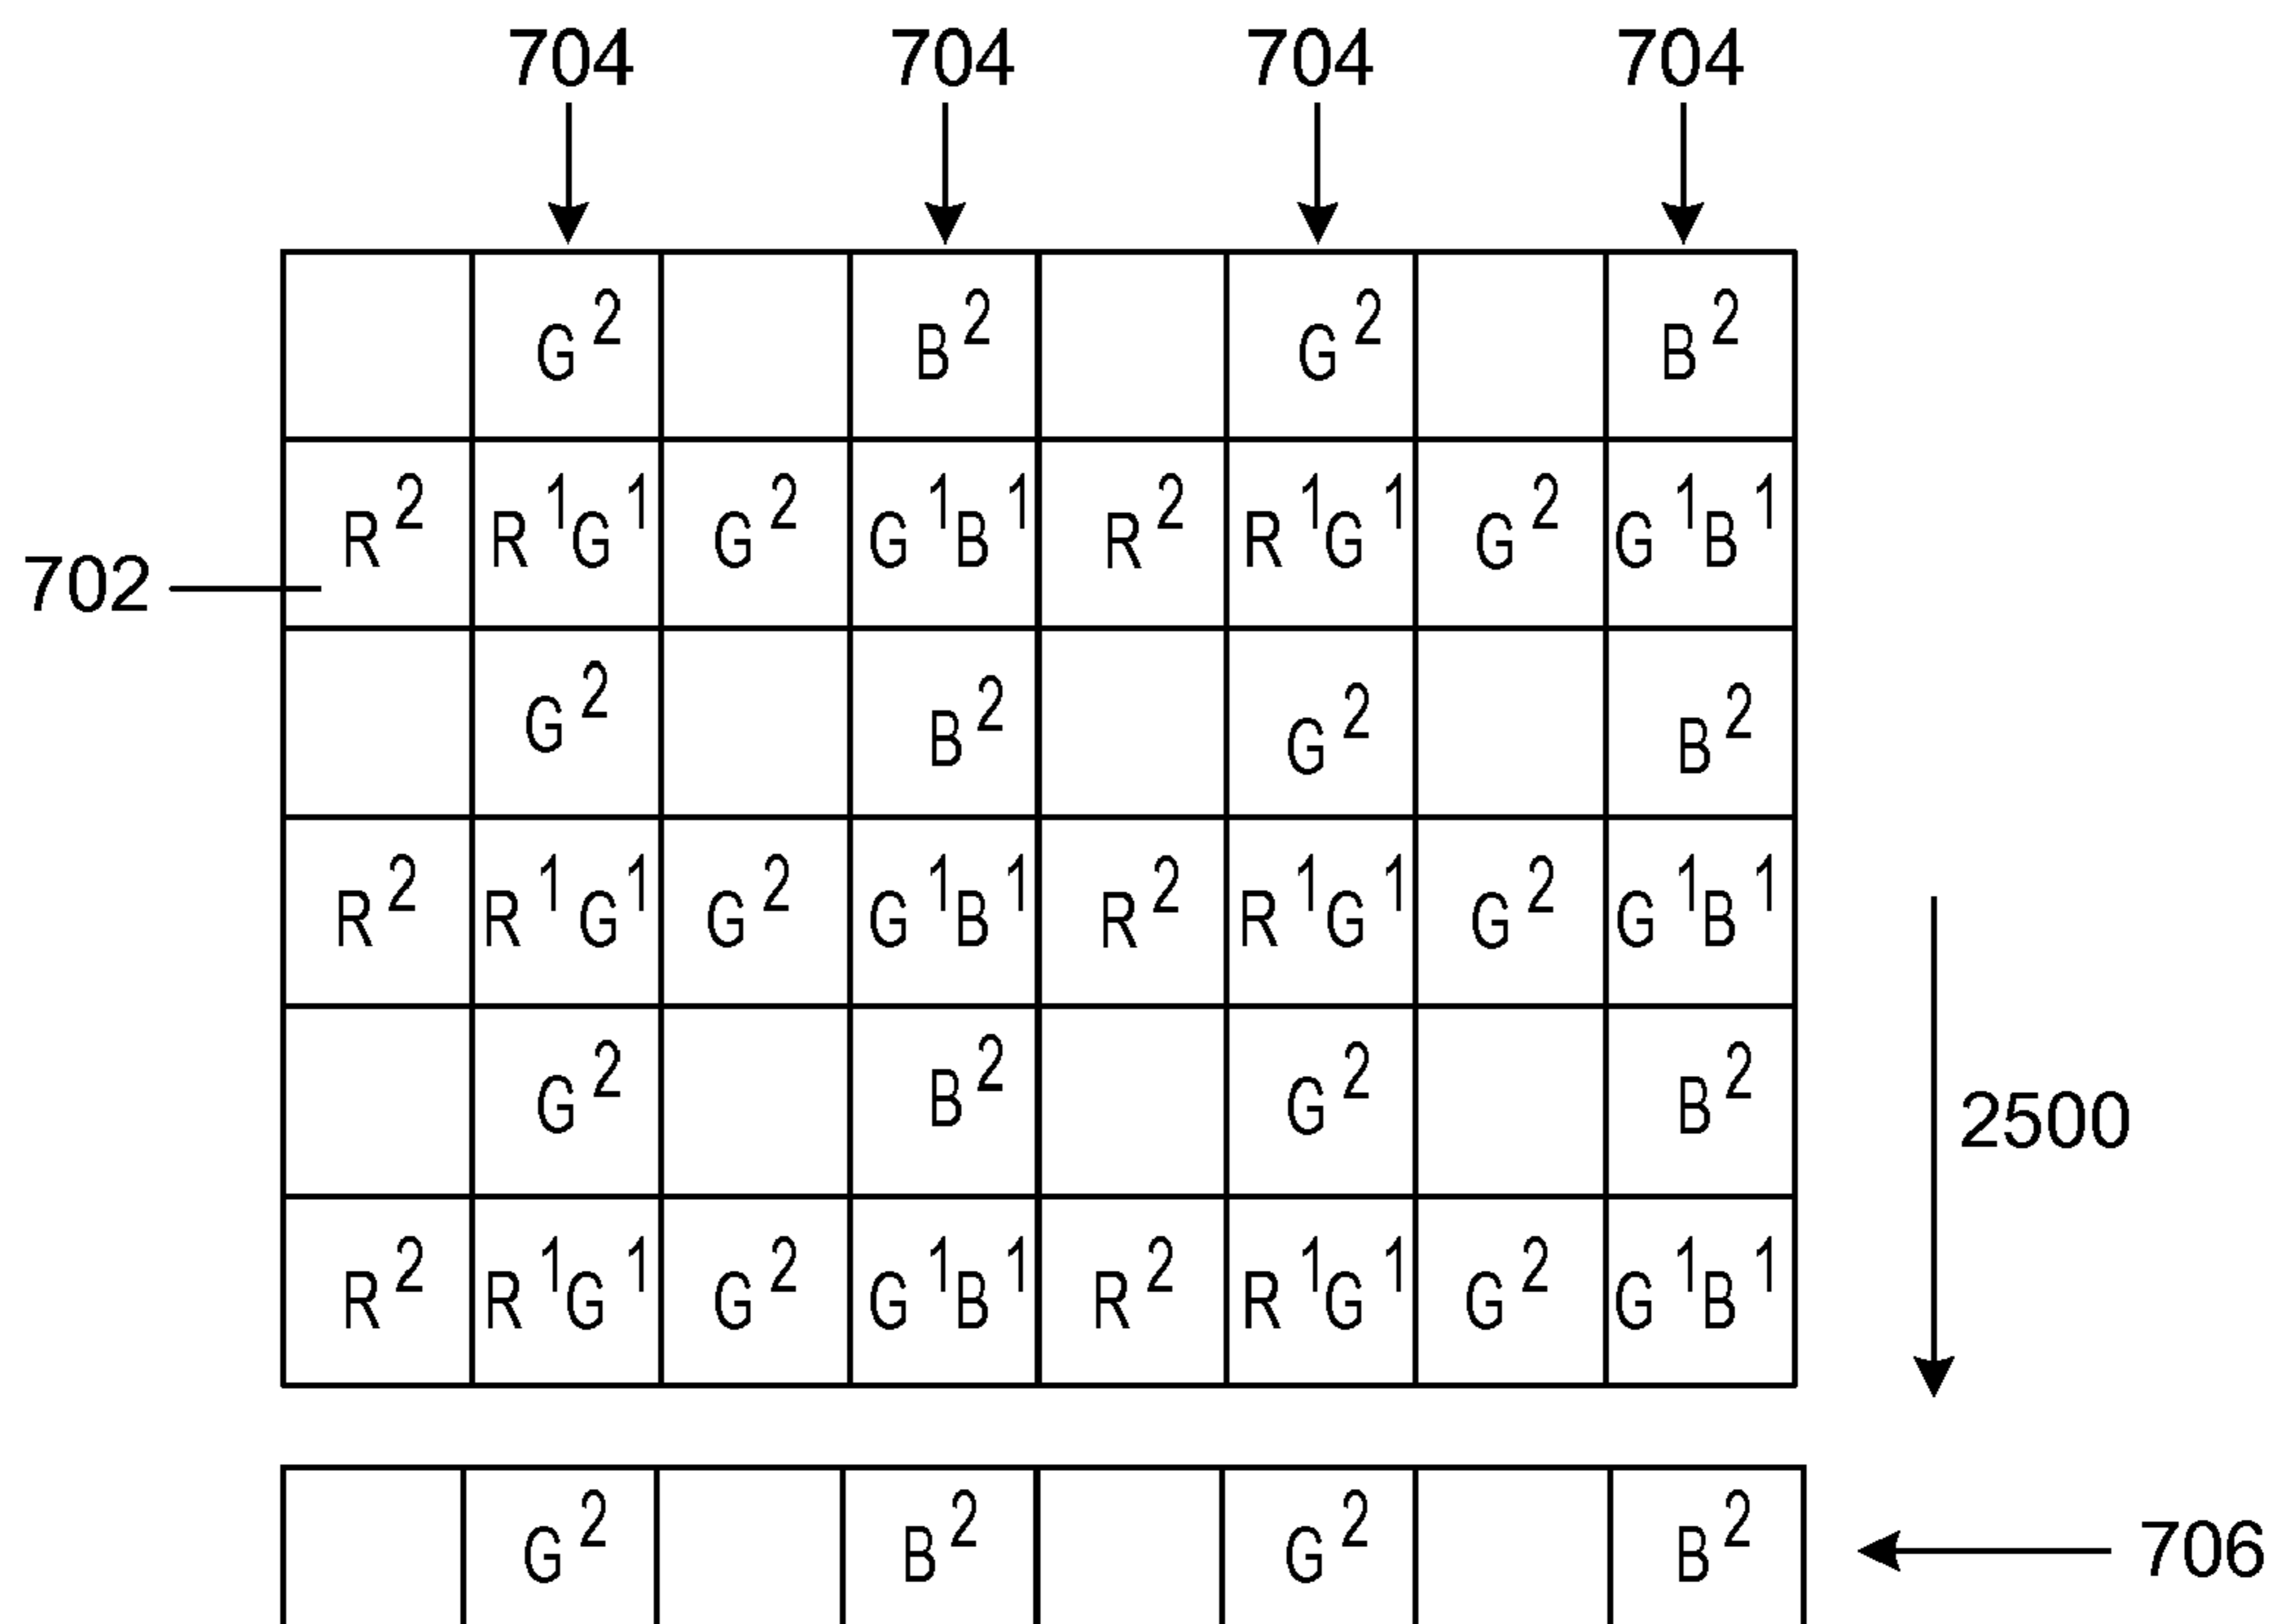 704 704 704 704
G² B² G² B²
R² R¹G¹ G² G¹B¹ R² R¹G¹ G² G¹B¹
702
G² B² G² B²
R² R¹G¹ G² G¹B¹ R² R¹G¹ G² G¹B¹
G² B² G² B²
2500
R² R¹G¹ G² G¹B¹ R² R¹G¹ G² G¹B¹
G² B² G² B² 706